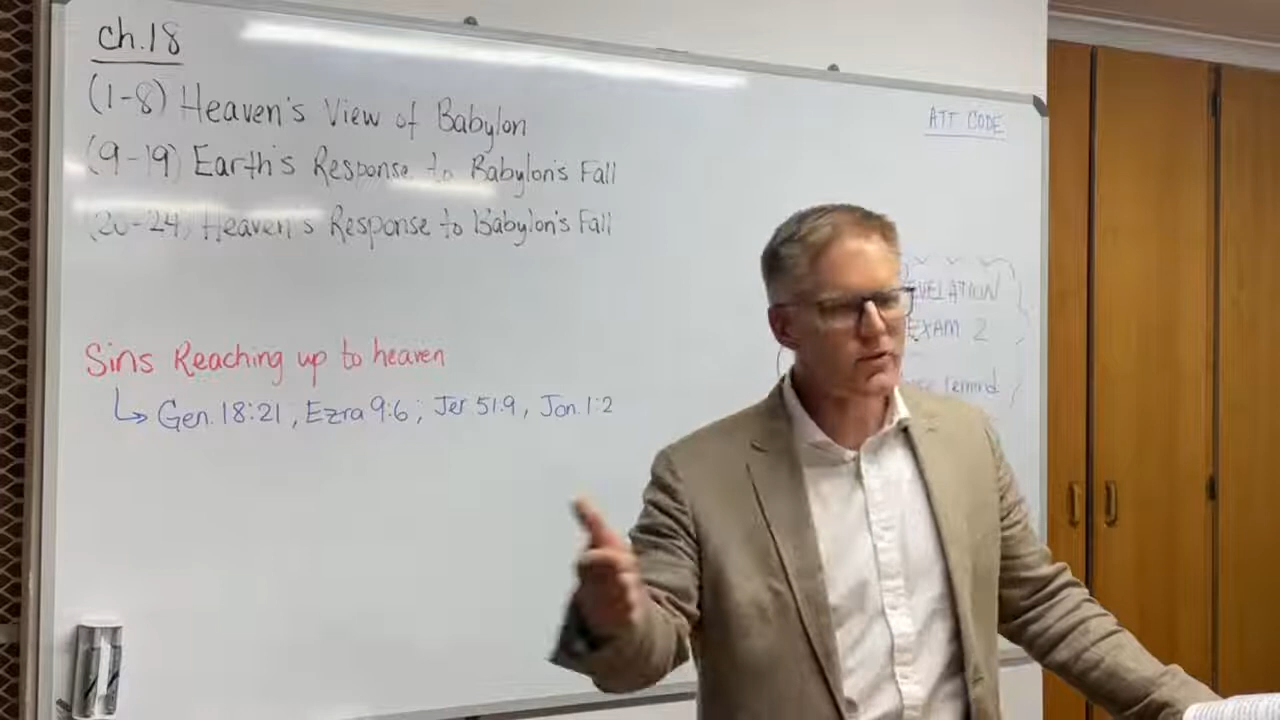 ch.18
(1-8) Heaven's View of Babylon
(9-19) Earth's Response to Babylon's Fall
(20-24) Heaven's Response to Babylon's Fall
Sins Reaching up to heaven
↳ Gen. 18:21, Ezra 9:6; Jer 51:9, Jon. 1:2
ATT CODE
EVELATION
EXAM 2
remind